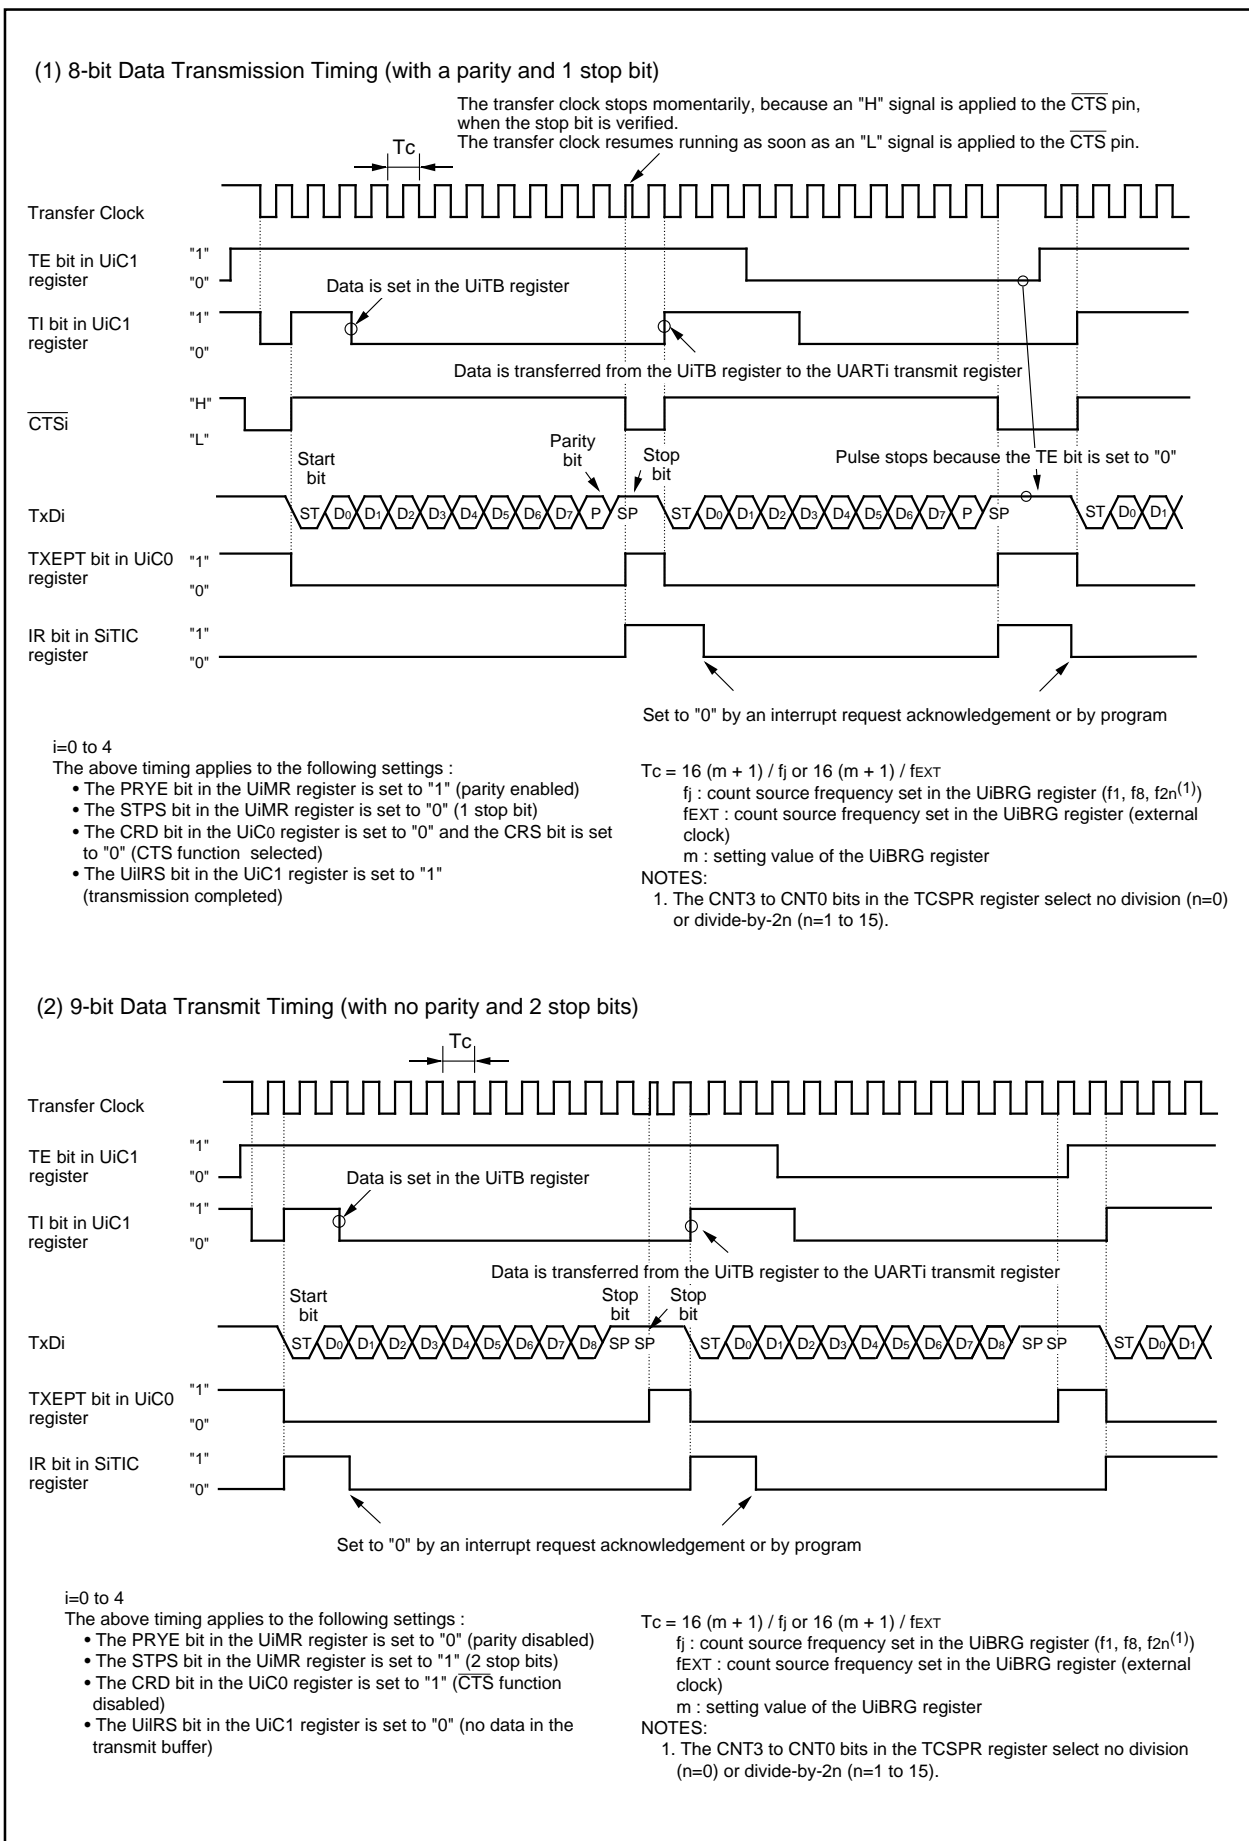 (1) 8-bit Data Transmission Timing (with a parity and 1 stop bit)
The transfer clock stops momentarily, because an "H" signal is applied to the CTS pin,
when the stop bit is verified.
The transfer clock resumes running as soon as an "L" signal is applied to the CTS pin.
Tc
Transfer Clock
TE bit in UiC1
register
"1"
"0"
Data is set in the UiTB register
TI bit in UiC1
register
"1"
"0"
Data is transferred from the UiTB register to the UARTi transmit register
CTSi
"H"
"L"
Start
bit
Parity
bit
Stop
bit
Pulse stops because the TE bit is set to "0"
TxDi
ST D0 D1 D2 D3 D4 D5 D6 D7 P SP ST D0 D1 D2 D3 D4 D5 D6 D7 P SP ST D0 D1
TXEPT bit in UiC0
register
"1"
"0"
IR bit in SiTIC
register
"1"
"0"
Set to "0" by an interrupt request acknowledgement or by program
i=0 to 4
The above timing applies to the following settings :
• The PRYE bit in the UiMR register is set to "1" (parity enabled)
• The STPS bit in the UiMR register is set to "0" (1 stop bit)
• The CRD bit in the UiC0 register is set to "0" and the CRS bit is set
to "0" (CTS function selected)
• The UiIRS bit in the UiC1 register is set to "1"
(transmission completed)
Tc = 16 (m + 1) / fj or 16 (m + 1) / fEXT
fj : count source frequency set in the UiBRG register (f1, f8, f2n(1))
fEXT : count source frequency set in the UiBRG register (external
clock)
m : setting value of the UiBRG register
NOTES:
1. The CNT3 to CNT0 bits in the TCSPR register select no division (n=0)
or divide-by-2n (n=1 to 15).
(2) 9-bit Data Transmit Timing (with no parity and 2 stop bits)
Tc
Transfer Clock
TE bit in UiC1
register
"1"
"0"
Data is set in the UiTB register
TI bit in UiC1
register
"1"
"0"
Data is transferred from the UiTB register to the UARTi transmit register
Start
bit
Stop
bit
Stop
bit
TxDi
ST D0 D1 D2 D3 D4 D5 D6 D7 D8 SP SP ST D0 D1 D2 D3 D4 D5 D6 D7 D8 SP SP ST D0 D1
TXEPT bit in UiC0
register
"1"
"0"
IR bit in SiTIC
register
"1"
"0"
Set to "0" by an interrupt request acknowledgement or by program
i=0 to 4
The above timing applies to the following settings :
• The PRYE bit in the UiMR register is set to "0" (parity disabled)
• The STPS bit in the UiMR register is set to "1" (2 stop bits)
• The CRD bit in the UiC0 register is set to "1" (CTS function
disabled)
• The UiIRS bit in the UiC1 register is set to "0" (no data in the
transmit buffer)
Tc = 16 (m + 1) / fj or 16 (m + 1) / fEXT
fj : count source frequency set in the UiBRG register (f1, f8, f2n(1))
fEXT : count source frequency set in the UiBRG register (external
clock)
m : setting value of the UiBRG register
NOTES:
1. The CNT3 to CNT0 bits in the TCSPR register select no division
(n=0) or divide-by-2n (n=1 to 15).